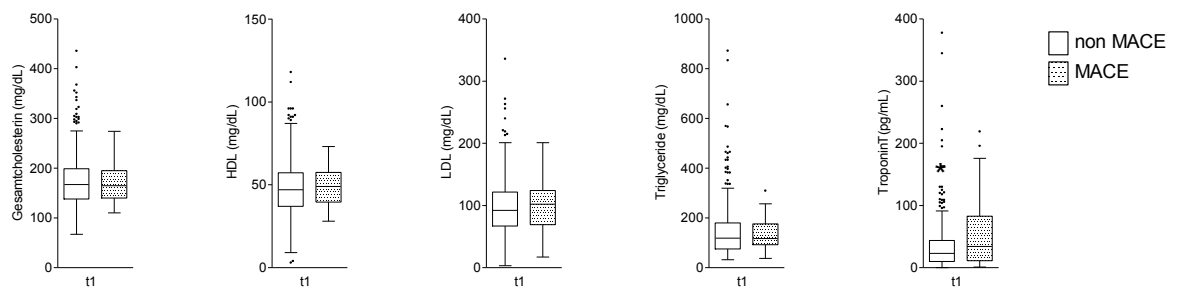 Gesamtcholesterin (mg/dL)
500
400
300
200
100
0
t1
HDL (mg/dL)
150
100
50
0
t1
LDL (mg/dL)
400
300
200
100
0
t1
Triglyceride (mg/dL)
1000
800
600
400
200
0
t1
TroponinT(pg/mL)
400
300
200
100
0
t1
non MACE
MACE